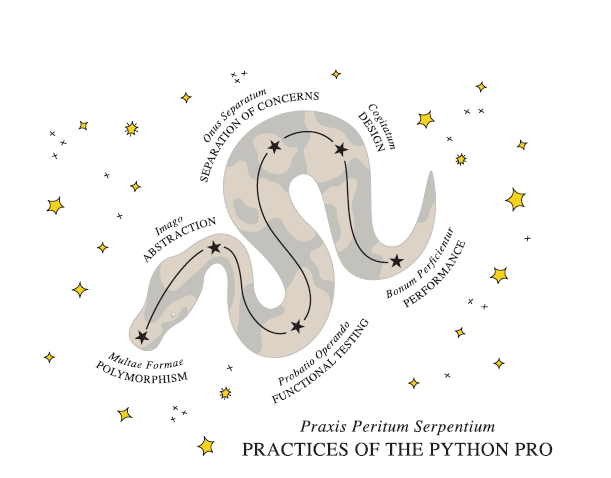 Onus Separatum
SEPARATION OF CONCERNS
Cogitatum
DESIGN
Imago
ABSTRACTION
Bonum Perficientur
PERFORMANCE
Multae Formae
POLYMORPHISM
Probatio Operando
FUNCTIONAL TESTING
Praxis Peritum Serpentium
PRACTICES OF THE PYTHON PRO